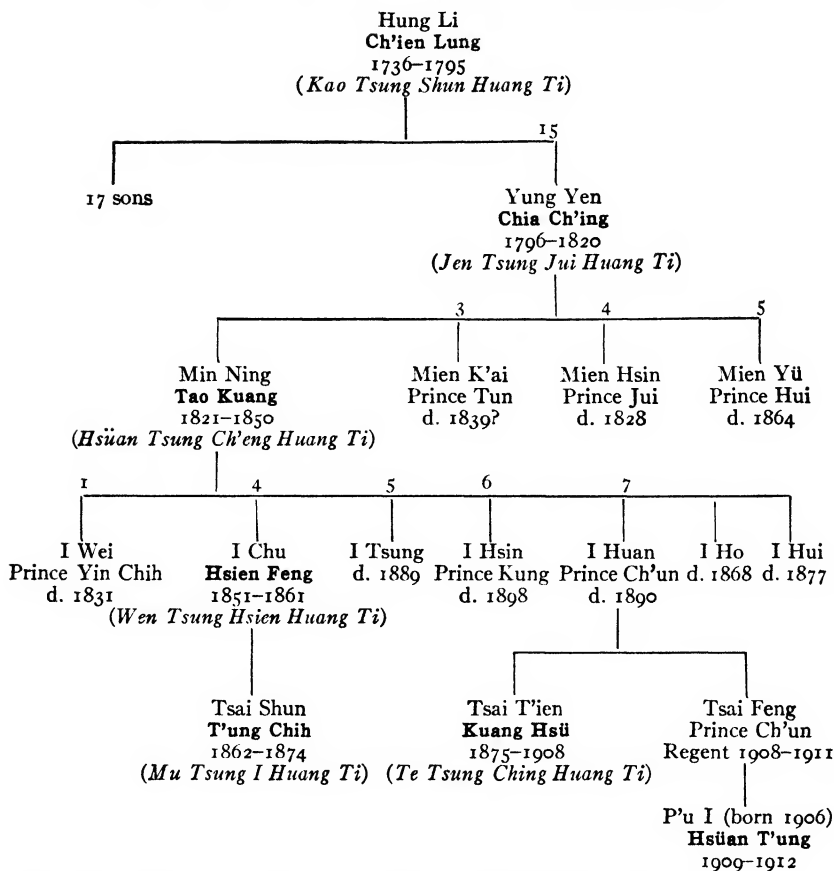 Hung Li
Ch'ien Lung
1736–1795
(Kao Tsung Shun Huang Ti)
15
17 sons
Yung Yen
Chia Ch'ing
1796–1820
(Jen Tsung Jui Huang Ti)
3 4 5
Min Ning
Tao Kuang
1821–1850
(Hsüan Tsung Ch'eng Huang Ti)
Mien K'ai
Prince Tun
d. 1839?
Mien Hsin
Prince Jui
d. 1828
Mien Yü
Prince Hui
d. 1864
1 4 5 6 7
I Wei
Prince Yin Chih
d. 1831
I Chu
Hsien Feng
1851–1861
(Wen Tsung Hsien Huang Ti)
I Tsung
d. 1889
I Hsin
Prince Kung
d. 1898
I Huan
Prince Ch'un
d. 1890
I Ho
d. 1868
I Hui
d. 1877
Tsai Shun
T'ung Chih
1862–1874
(Mu Tsung I Huang Ti)
Tsai T'ien
Kuang Hsü
1875–1908
(Te Tsung Ching Huang Ti)
Tsai Feng
Prince Ch'un
Regent 1908–1911
P'u I (born 1906)
Hsüan T'ung
1909–1912